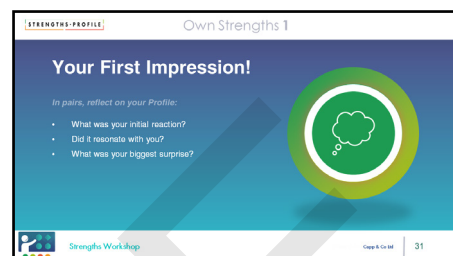 STRENGTHS·PROFILE
Own Strengths 1
Your First Impression!
In pairs, reflect on your Profile:
• What was your initial reaction?
• Did it resonate with you?
• What was your biggest surprise?
Strengths Workshop
Capp & Co Ltd
31